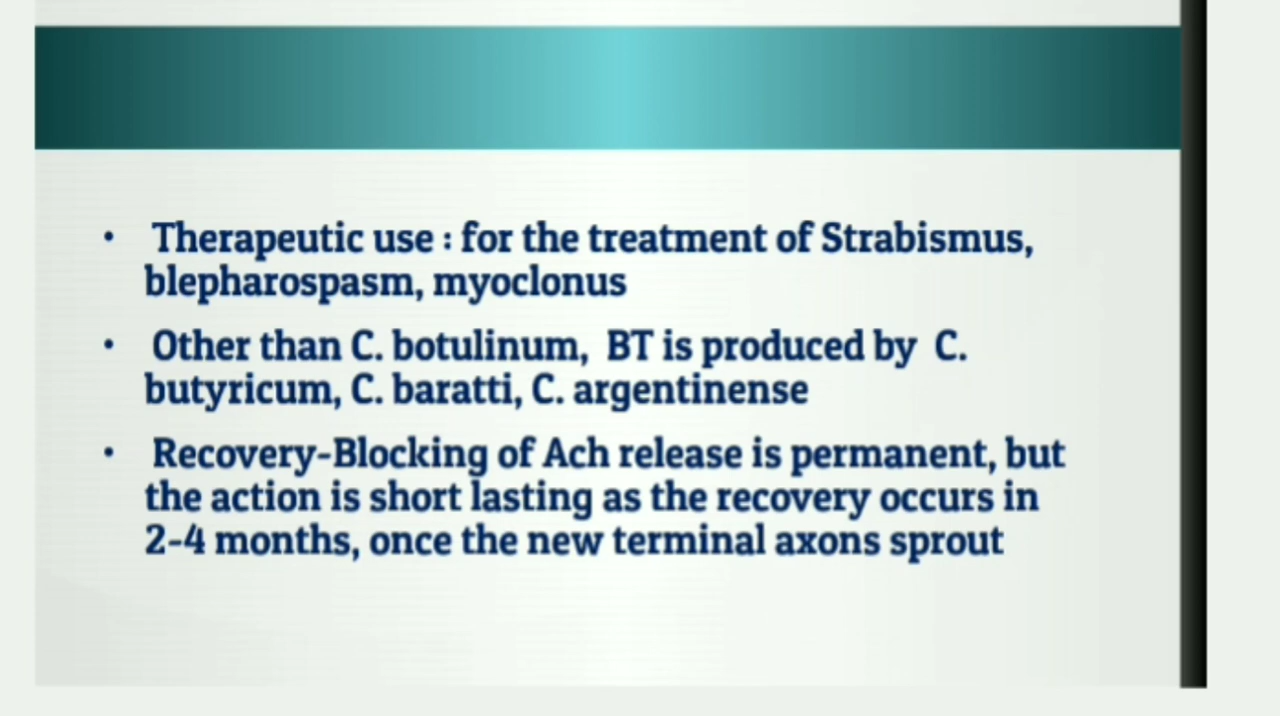 • Therapeutic use : for the treatment of Strabismus,
blepharospasm, myoclonus
• Other than C. botulinum, BT is produced by C.
butyricum, C. baratti, C. argentinense
• Recovery-Blocking of Ach release is permanent, but
the action is short lasting as the recovery occurs in
2-4 months, once the new terminal axons sprout